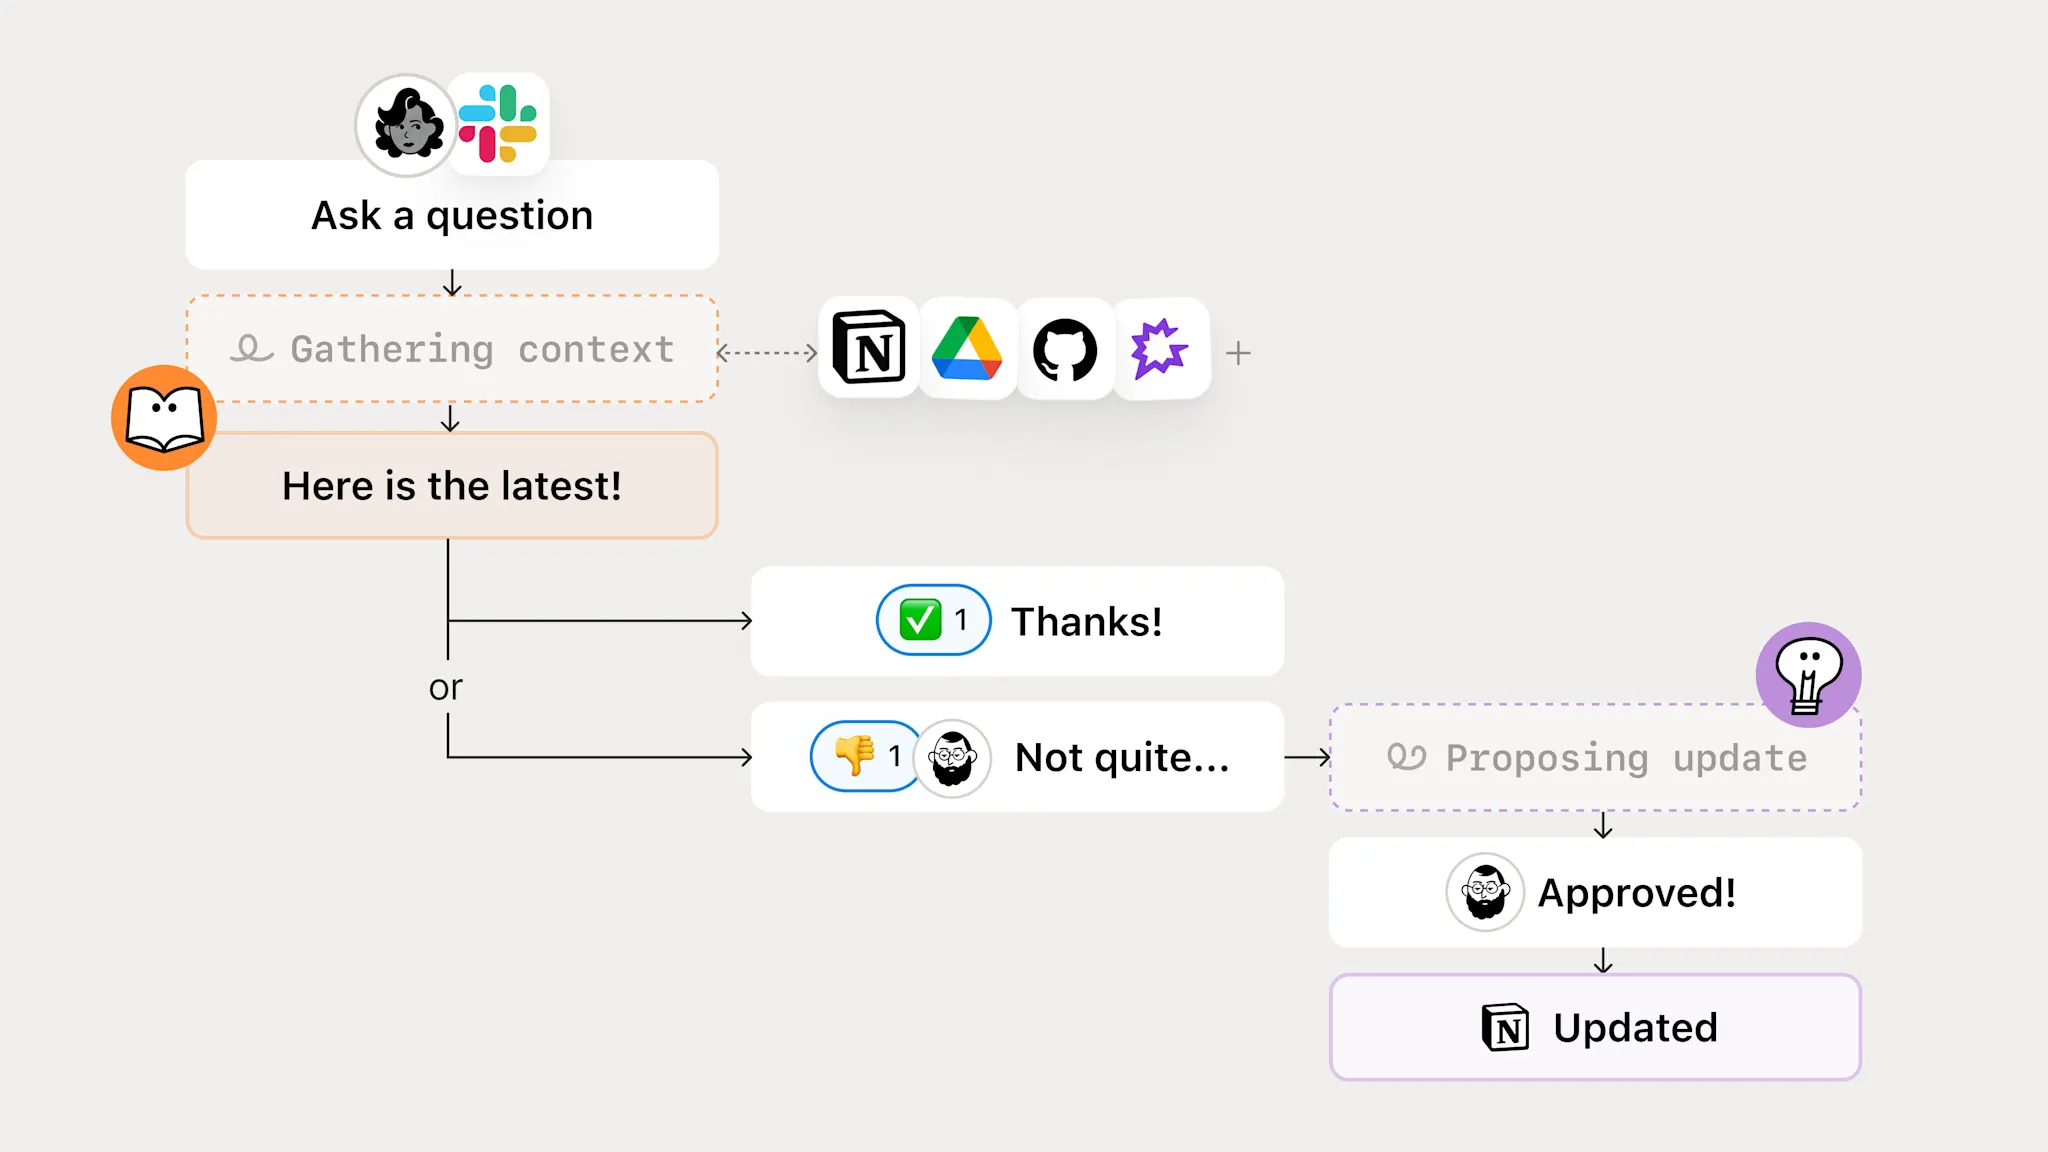 Ask a question
Gathering context
N
+
Here is the latest!
✅ 1 Thanks!
or
👎 1 Not quite...
Proposing update
Approved!
N Updated